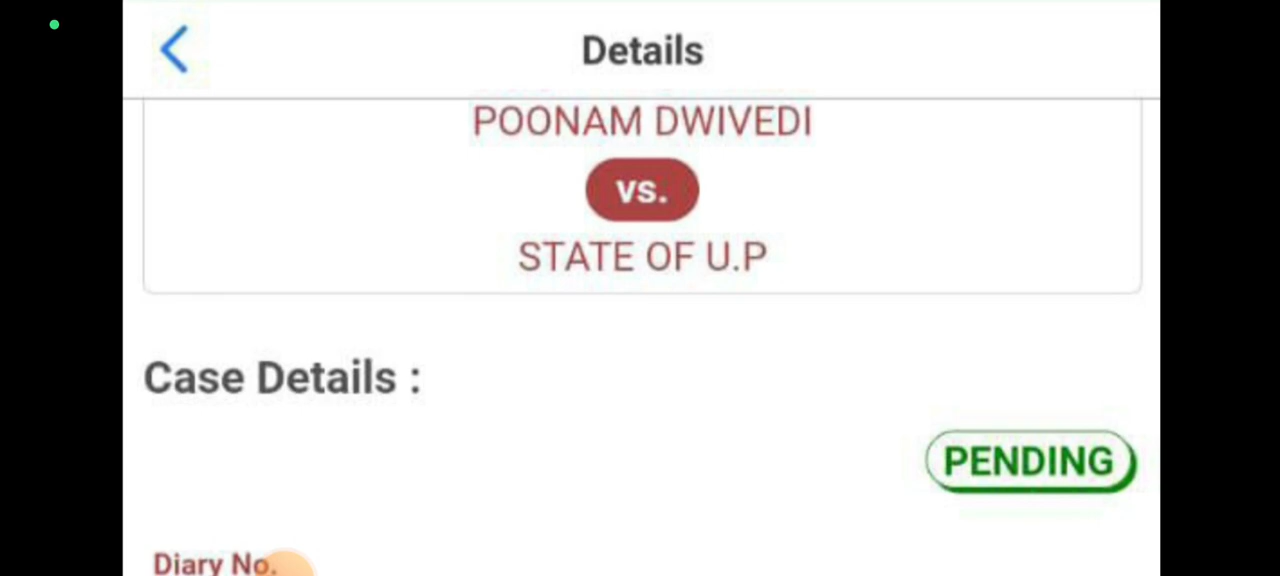 Details
POONAM DWIVEDI
vs.
STATE OF U.P
Case Details :
PENDING
Diary No.